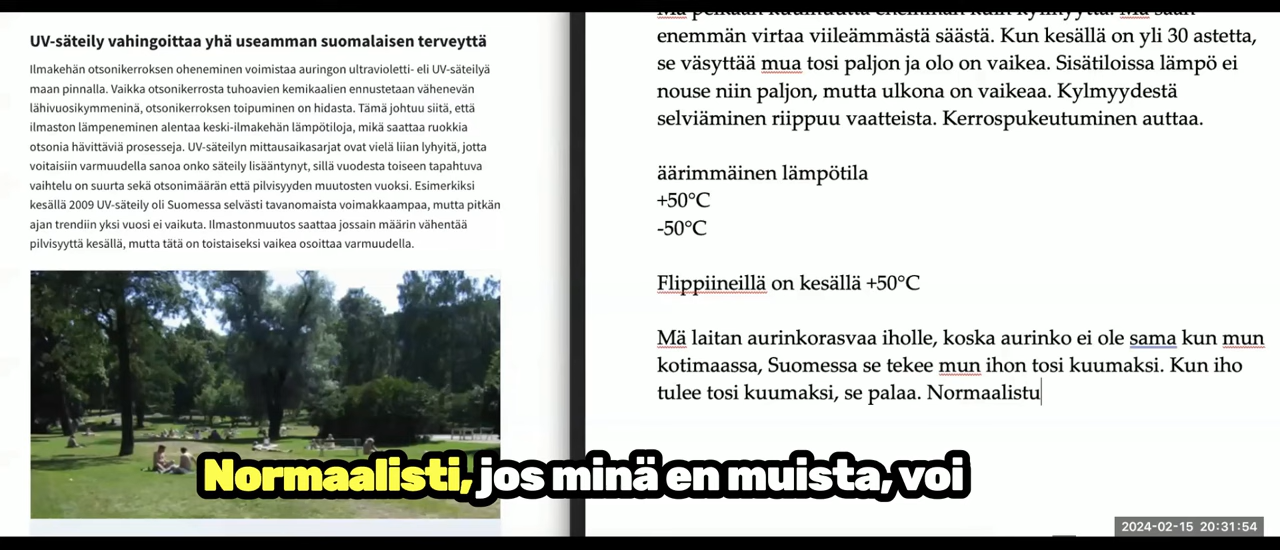 UV-säteily vahingoittaa yhä useamman suomalaisen terveyttä
Ilmakehän otsonikerroksen oheneminen voimistaa auringon ultravioletti- eli UV-säteilyä
maan pinnalla. Vaikka otsonikerrosta tuhoavien kemikaalien ennustetaan vähenevän
lähivuosikymmeninä, otsonikerroksen toipuminen on hidasta. Tämä johtuu siitä, että
ilmaston lämpeneminen alentaa keski-ilmakehän lämpötiloja, mikä saattaa ruokkia
otsonia hävittäviä prosesseja. UV-säteilyn mittausaikasarjat ovat vielä liian lyhyitä, jotta
voitaisiin varmuudella sanoa onko säteily lisääntynyt, sillä vuodesta toiseen tapahtuva
vaihtelu on suurta sekä otsonimäärän että pilvisyyden muutosten vuoksi. Esimerkiksi
kesällä 2009 UV-säteily oli Suomessa selvästi tavanomaista voimakkaampaa, mutta pitkän
ajan trendiin yksi vuosi ei vaikuta. Ilmastonmuutos saattaa jossain määrin vähentää
pilvisyyttä kesällä, mutta tätä on toistaiseksi vaikea osoittaa varmuudella.
Mä pelkään kuumuutta enemmän kuin kylmyyttä. Mä saan
enemmän virtaa viileämmästä säästä. Kun kesällä on yli 30 astetta,
se väsyttää mua tosi paljon ja olo on vaikea. Sisätiloissa lämpö ei
nouse niin paljon, mutta ulkona on vaikeaa. Kylmyydestä
selviäminen riippuu vaatteista. Kerrospukeutuminen auttaa.
äärimmäinen lämpötila
+50°C
-50°C
Flippiineillä on kesällä +50°C
Mä laitan aurinkorasvaa iholle, koska aurinko ei ole sama kun mun
kotimaassa, Suomessa se tekee mun ihon tosi kuumaksi. Kun iho
tulee tosi kuumaksi, se palaa. Normaalistu
Normaalisti, jos minä en muista, voi
2024-02-15 20:31:54